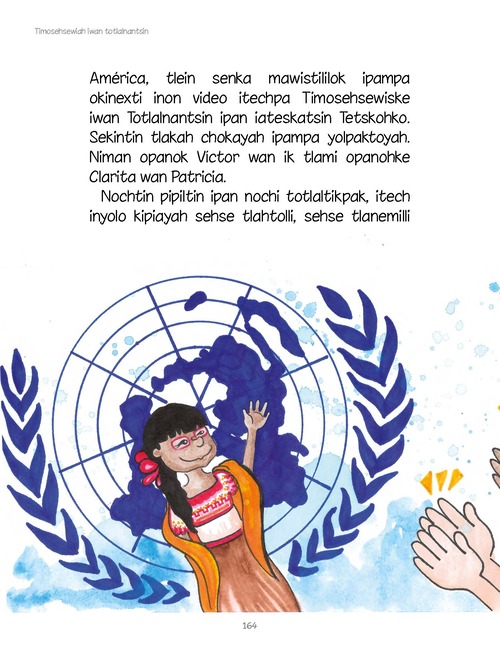 Timosehsewiah iwan totlalnantsin
América, tlein senka mawistililok ipampa
okinexti inon video itechpa Timosehsewiske
iwan Totlalnantsin ipan iateskatsin Tetskohko.
Sekintin tlakah chokayah ipampa yolpaktoyah.
Niman opanok Víctor wan ik tlami opanohke
Clarita wan Patricia.
Nochtin pipiltin ipan nochi totlaltikpak, itech
inyolo kipiayah sehse tlahtolli, sehse tlanemilli
164